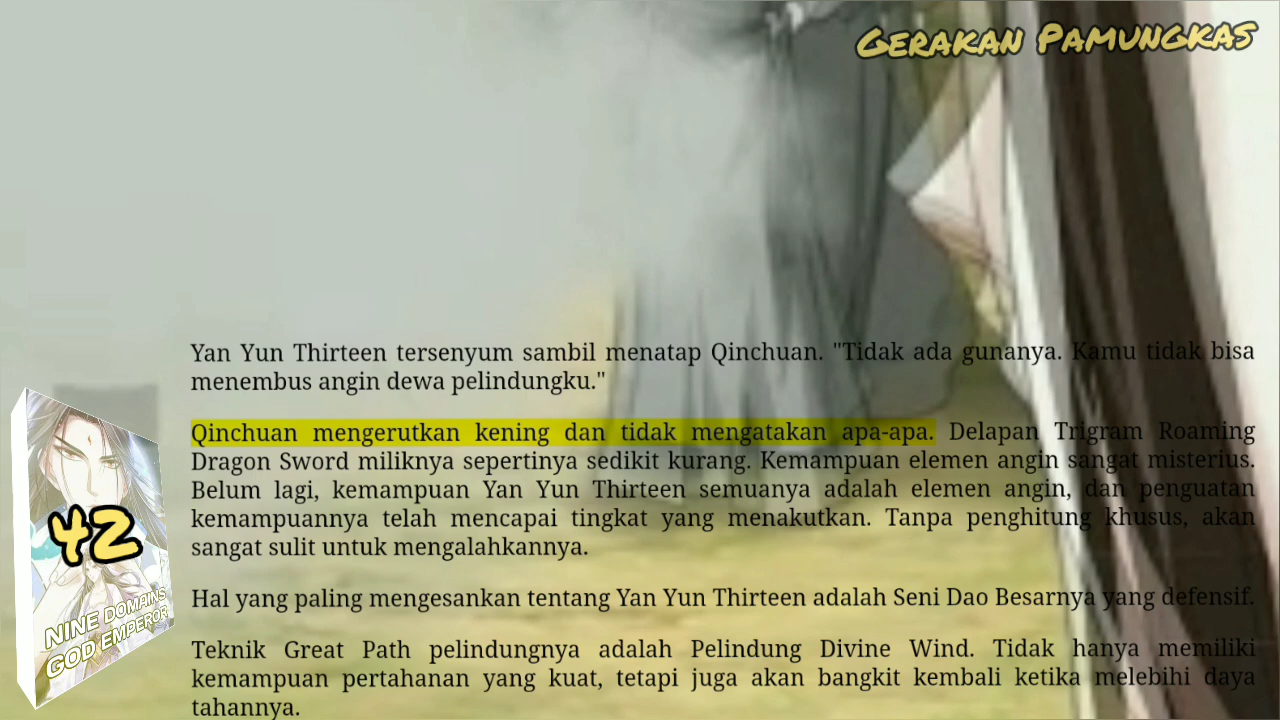 Gerakan Pamungkas
Yan Yun Thirteen tersenyum sambil menatap Qinchuan. "Tidak ada gunanya. Kamu tidak bisa
menembus angin dewa pelindungku."
Qinchuan mengerutkan kening dan tidak mengatakan apa-apa. Delapan Trigram Roaming
Dragon Sword miliknya sepertinya sedikit kurang. Kemampuan elemen angin sangat misterius.
Belum lagi, kemampuan Yan Yun Thirteen semuanya adalah elemen angin, dan penguatan
kemampuannya telah mencapai tingkat yang menakutkan. Tanpa penghitung khusus, akan
sangat sulit untuk mengalahkannya.
Hal yang paling mengesankan tentang Yan Yun Thirteen adalah Seni Dao Besarnya yang defensif.
Teknik Great Path pelindungnya adalah Pelindung Divine Wind. Tidak hanya memiliki
kemampuan pertahanan yang kuat, tetapi juga akan bangkit kembali ketika melebihi daya
tahannya.
42
NINE DOMAINS
GOD EMPEROR